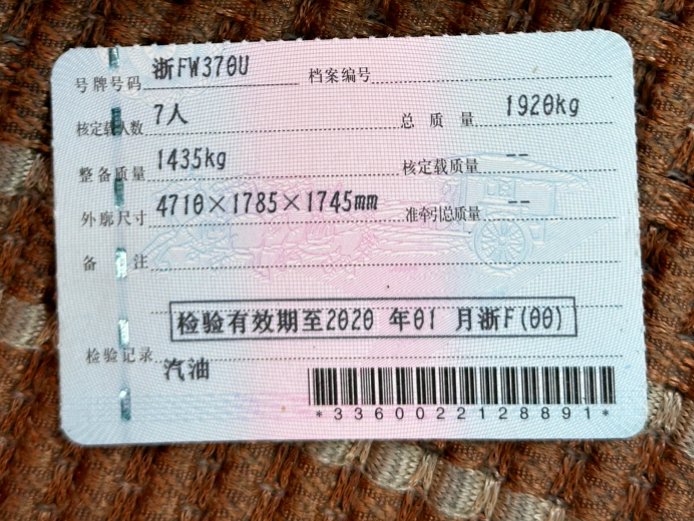 号牌号码 浙FW370U 档案编号
核定载人数 7人 总质量 1920kg
整备质量 1435kg 核定载质量 --
外廓尺寸 4710×1785×1745mm 准牵引总质量 --
备注
检验有效期至2020 年01 月浙F(00)
检验记录 汽油
*3360022128891*